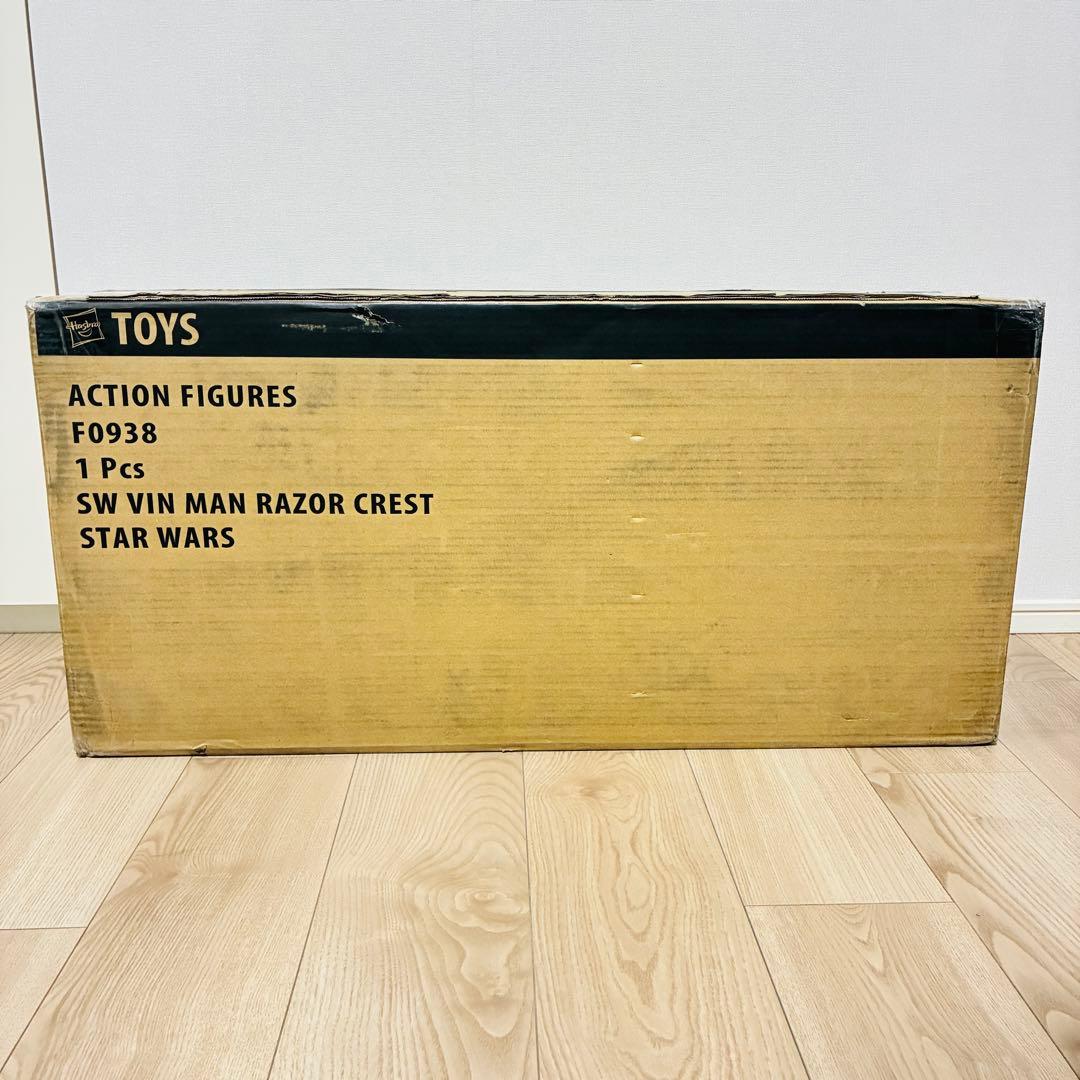 Hasbro TOYS
ACTION FIGURES
F0938
1 Pcs
SW VIN MAN RAZOR CREST
STAR WARS